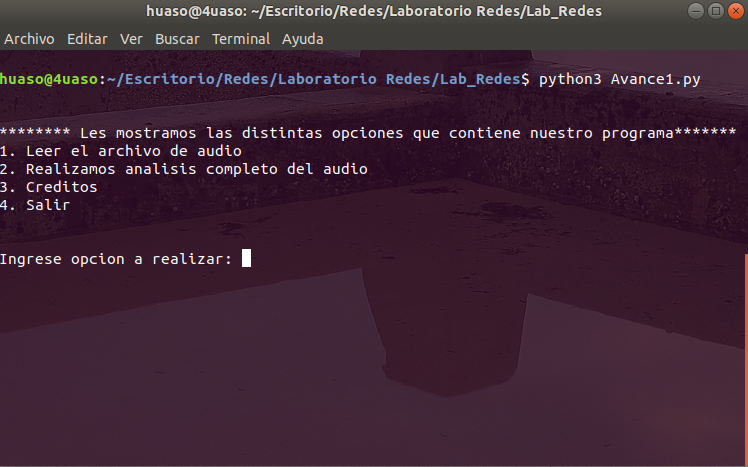 huaso@4uaso: ~/Escritorio/Redes/Laboratorio Redes/Lab_Redes
Archivo Editar Ver Buscar Terminal Ayuda
huaso@4uaso:~/Escritorio/Redes/Laboratorio Redes/Lab_Redes$ python3 Avance1.py
******** Les mostramos las distintas opciones que contiene nuestro programa*******
1. Leer el archivo de audio
2. Realizamos analisis completo del audio
3. Creditos
4. Salir
Ingrese opcion a realizar: